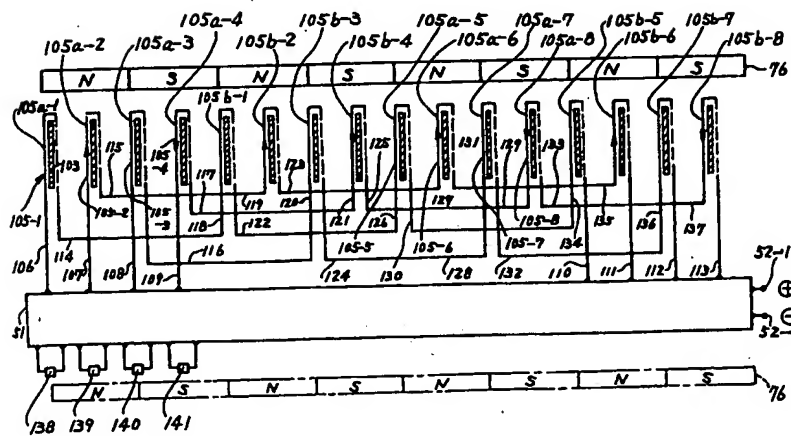 105a-4 105b-3 105a-5 105a-7 105b-5 105b-7
105a-2 105a-3 105b-2 105b-4 105a-6 105a-8 105b-6 105b-8
N S N S N S N S 76
105a-1 105b-1
103 115 105-4 123 125 131 129 133
105-1 105-2 105-3 117 119 120 121 129 135
114 118 122 126 105-5 105-6 105-7 105-8 134 136 137
106 107 108 109 116 124 128 130 132 110 111 112 113
52-1 ⊕
51 ⊖
52-1
138 139 140 141
N S N S N S N S 76